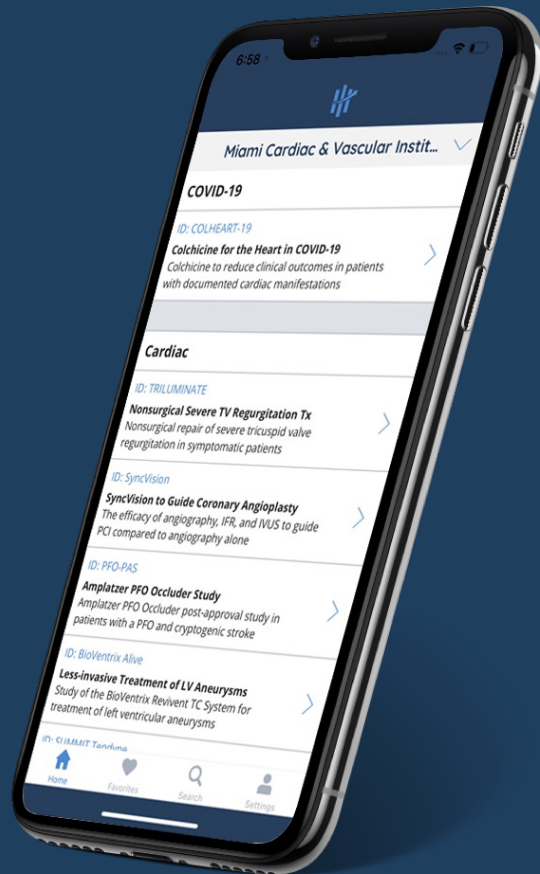 6:58
Miami Cardiac & Vascular Instit...
COVID-19
ID: COLHEART-19
Colchicine for the Heart in COVID-19
Colchicine to reduce clinical outcomes in patients
with documented cardiac manifestations
Cardiac
ID: TRILUMINATE
Nonsurgical Severe TV Regurgitation Tx
Nonsurgical repair of severe tricuspid valve
regurgitation in symptomatic patients
ID: SyncVision
SyncVision to Guide Coronary Angioplasty
The efficacy of angiography, IFR, and IVUS to guide
PCI compared to angiography alone
ID: PFO-PAS
Amplatzer PFO Occluder Study
Amplatzer PFO Occluder post-approval study in
patients with a PFO and cryptogenic stroke
ID: BioVentrix Alive
Less-invasive Treatment of LV Aneurysms
Study of the BioVentrix Revivent TC System for
treatment of left ventricular aneurysms
ID: SUMMIT Tendyne
Home
Favorites
Search
Settings